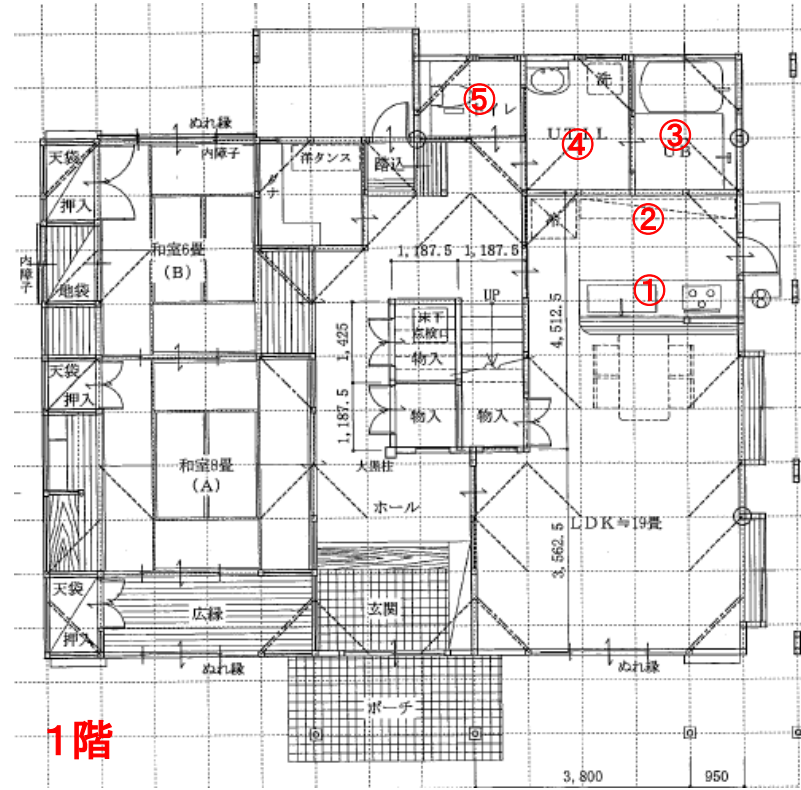 ⑤
トイレ
洗
UTIL
④
③
UB
ぬれ縁
内障子
天袋
押入
洋タンス
踏込
和室6畳
(B)
内障子
地袋
冷
②
①
1,187.5
1,187.5
UP
4,512.5
床下
点検口
物入
1,425
天袋
押入
物入
物入
1,187.5
大黒柱
和室8畳
(A)
ホール
LDK≒19畳
3,562.5
天袋
押入
広縁
玄関
ぬれ縁
ぬれ縁
ポーチ
1階
3,800
950